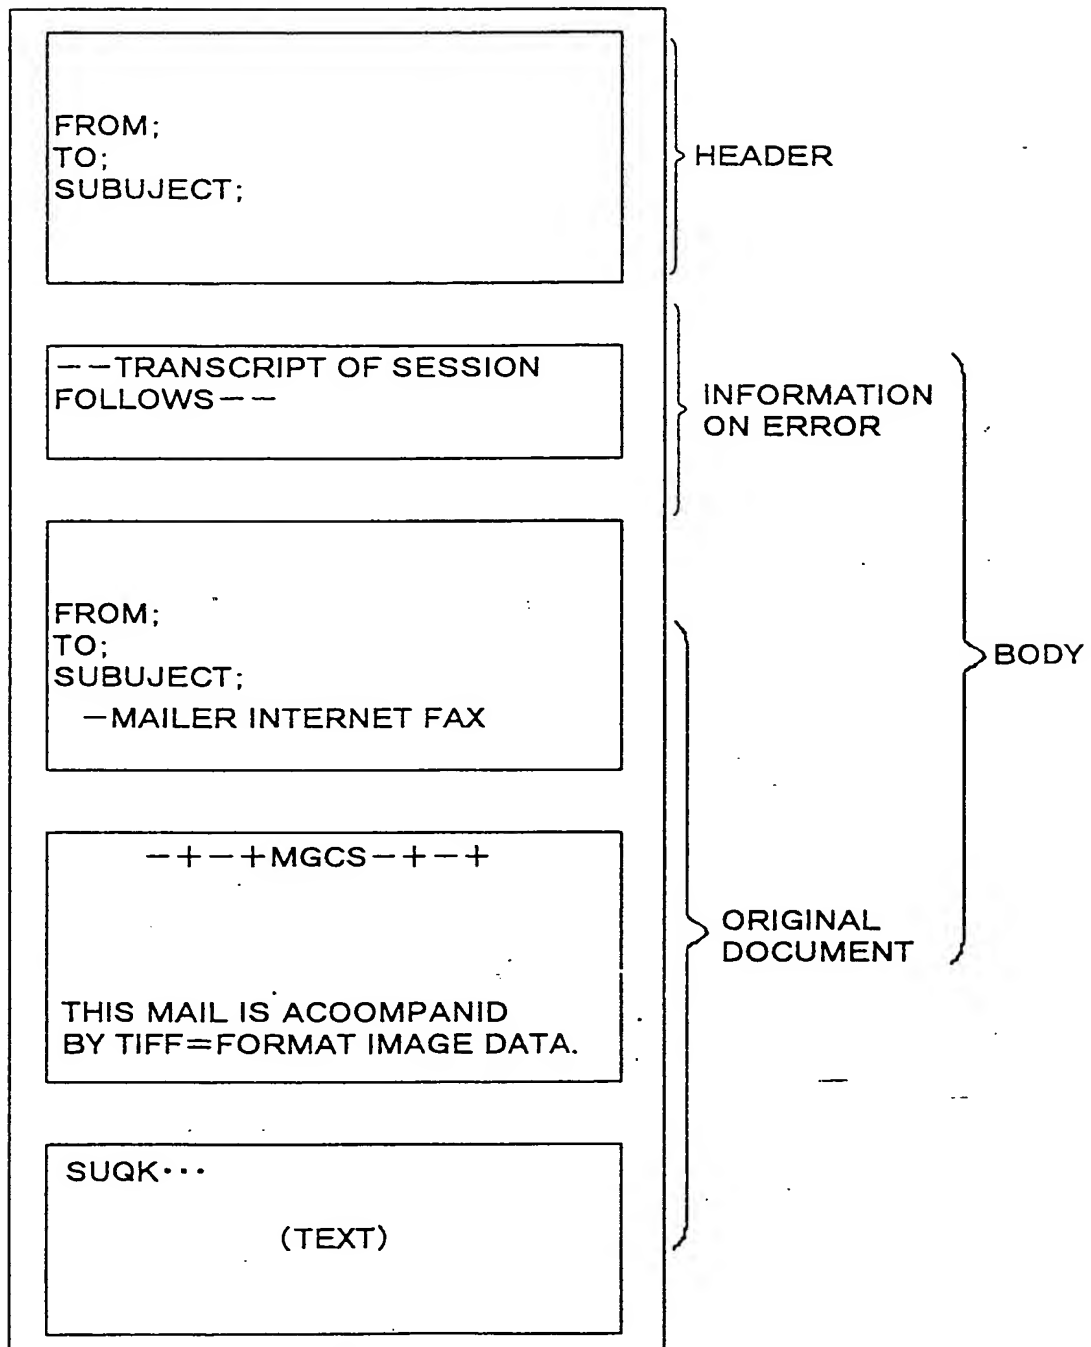 FROM;
TO;
SUBUJECT;
HEADER
——TRANSCRIPT OF SESSION
FOLLOWS——
INFORMATION
ON ERROR
FROM;
TO;
SUBUJECT;
—MAILER INTERNET FAX
BODY
—+—+MGCS—+—+
THIS MAIL IS ACOOMPANID
BY TIFF=FORMAT IMAGE DATA.
ORIGINAL
DOCUMENT
SUQK···
(TEXT)